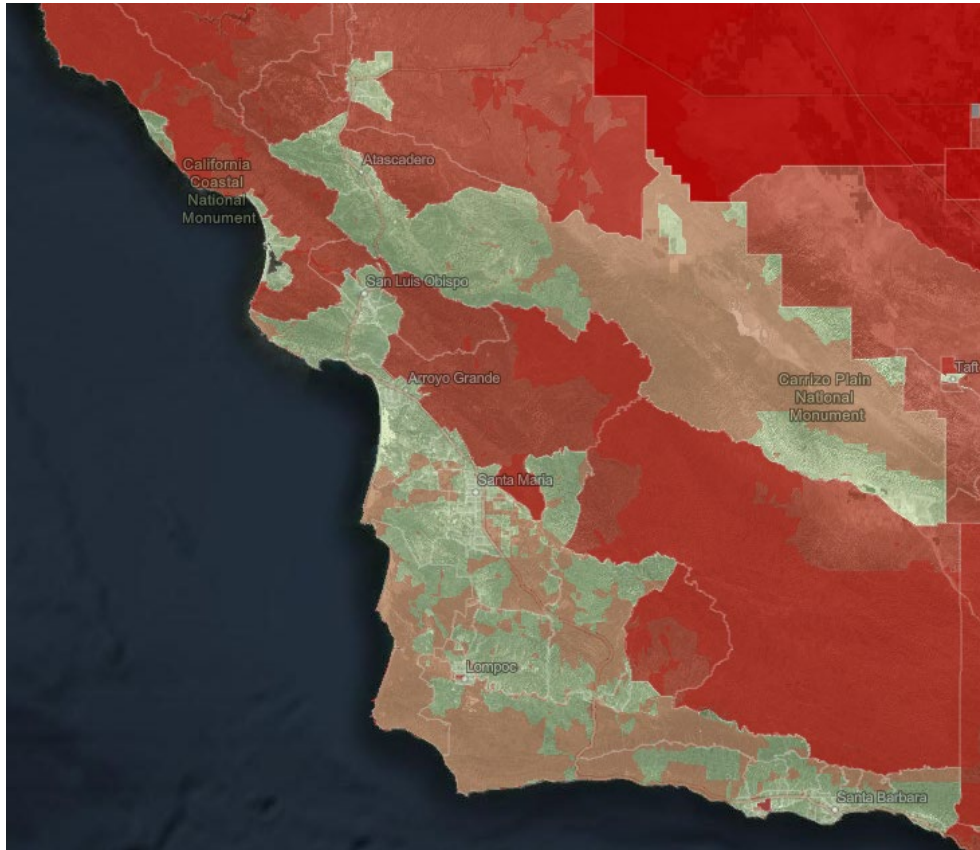 Atascadero
California
Coastal
National
Monument
San Luis Obispo
Taft
Arroyo Grande
Carrizo Plain
National
Monument
Santa Maria
Lompoc
Santa Barbara